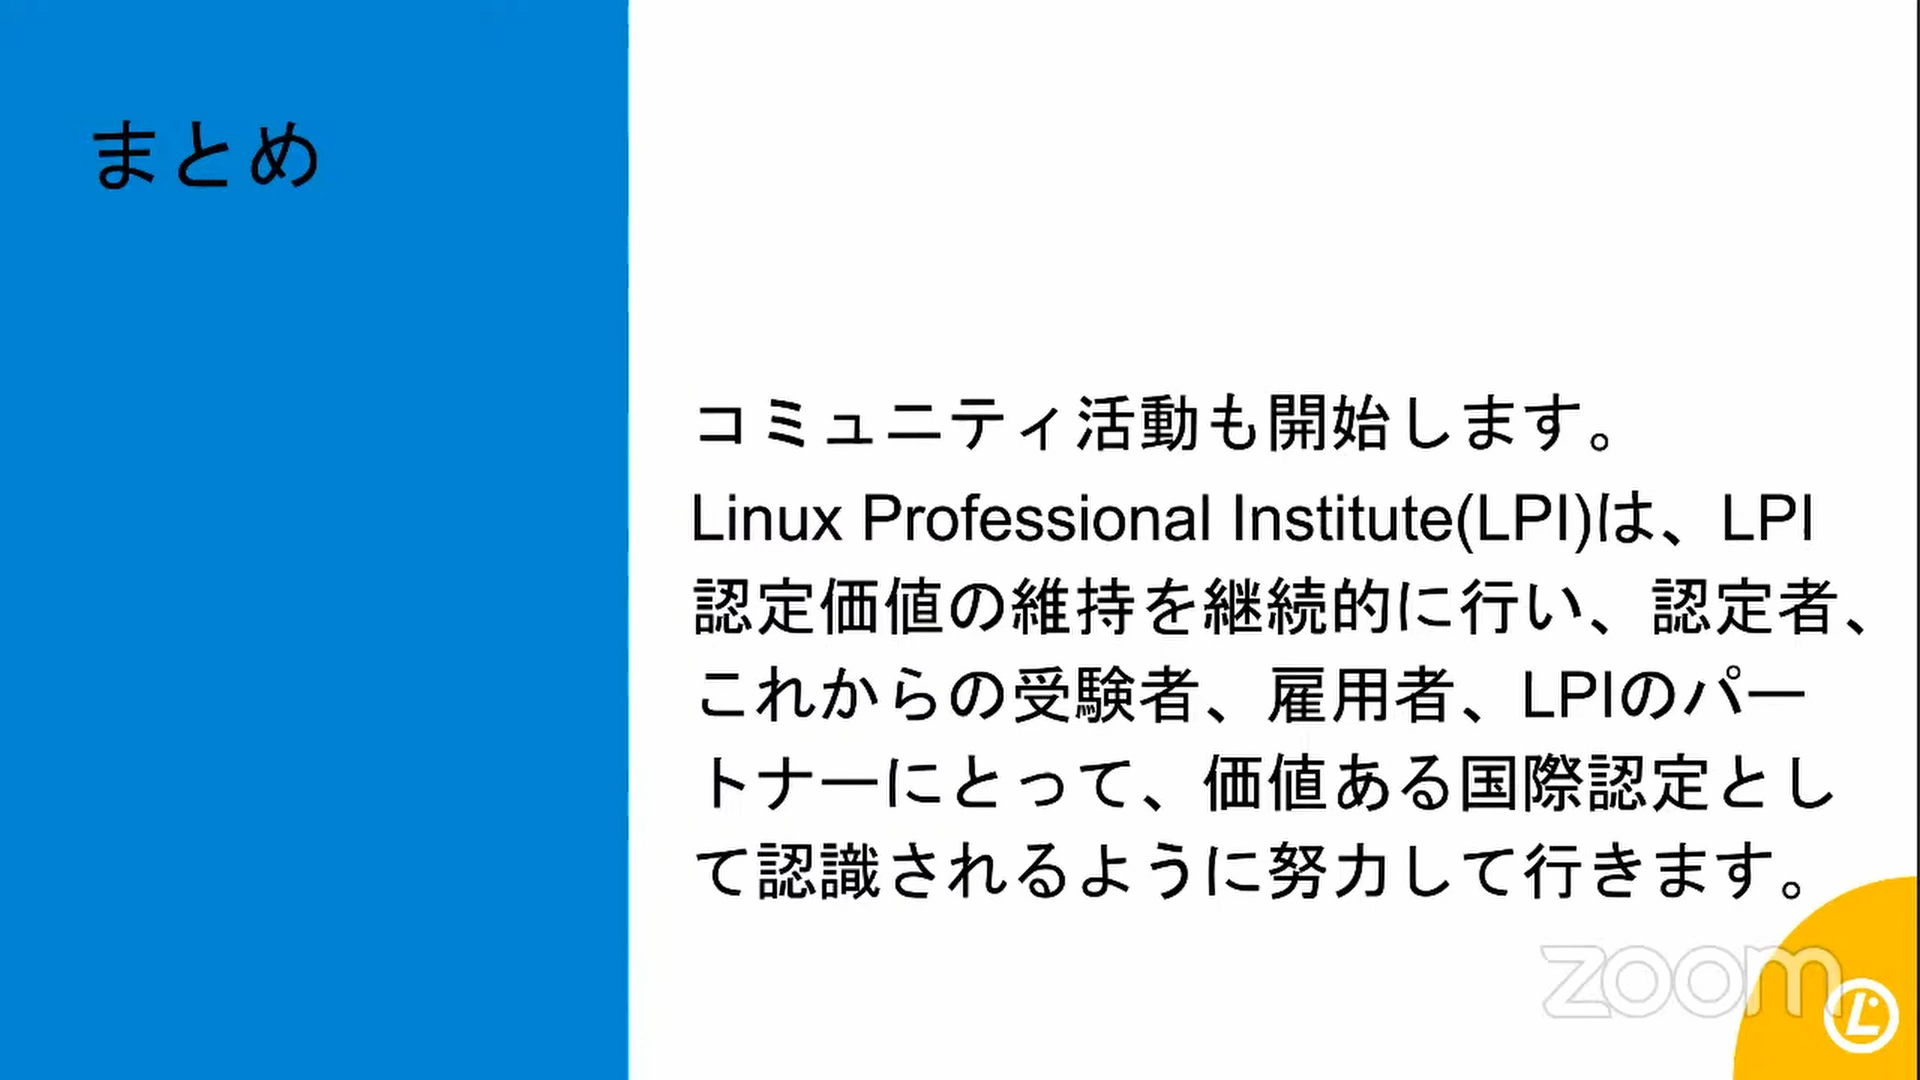 まとめ
コミュニティ活動も開始します。
Linux Professional Institute(LPI)は、LPI
認定価値の維持を継続的に行い、認定者、
これからの受験者、雇用者、LPIのパー
トナーにとって、価値ある国際認定とし
て認識されるように努力して行きます。
zoom
L